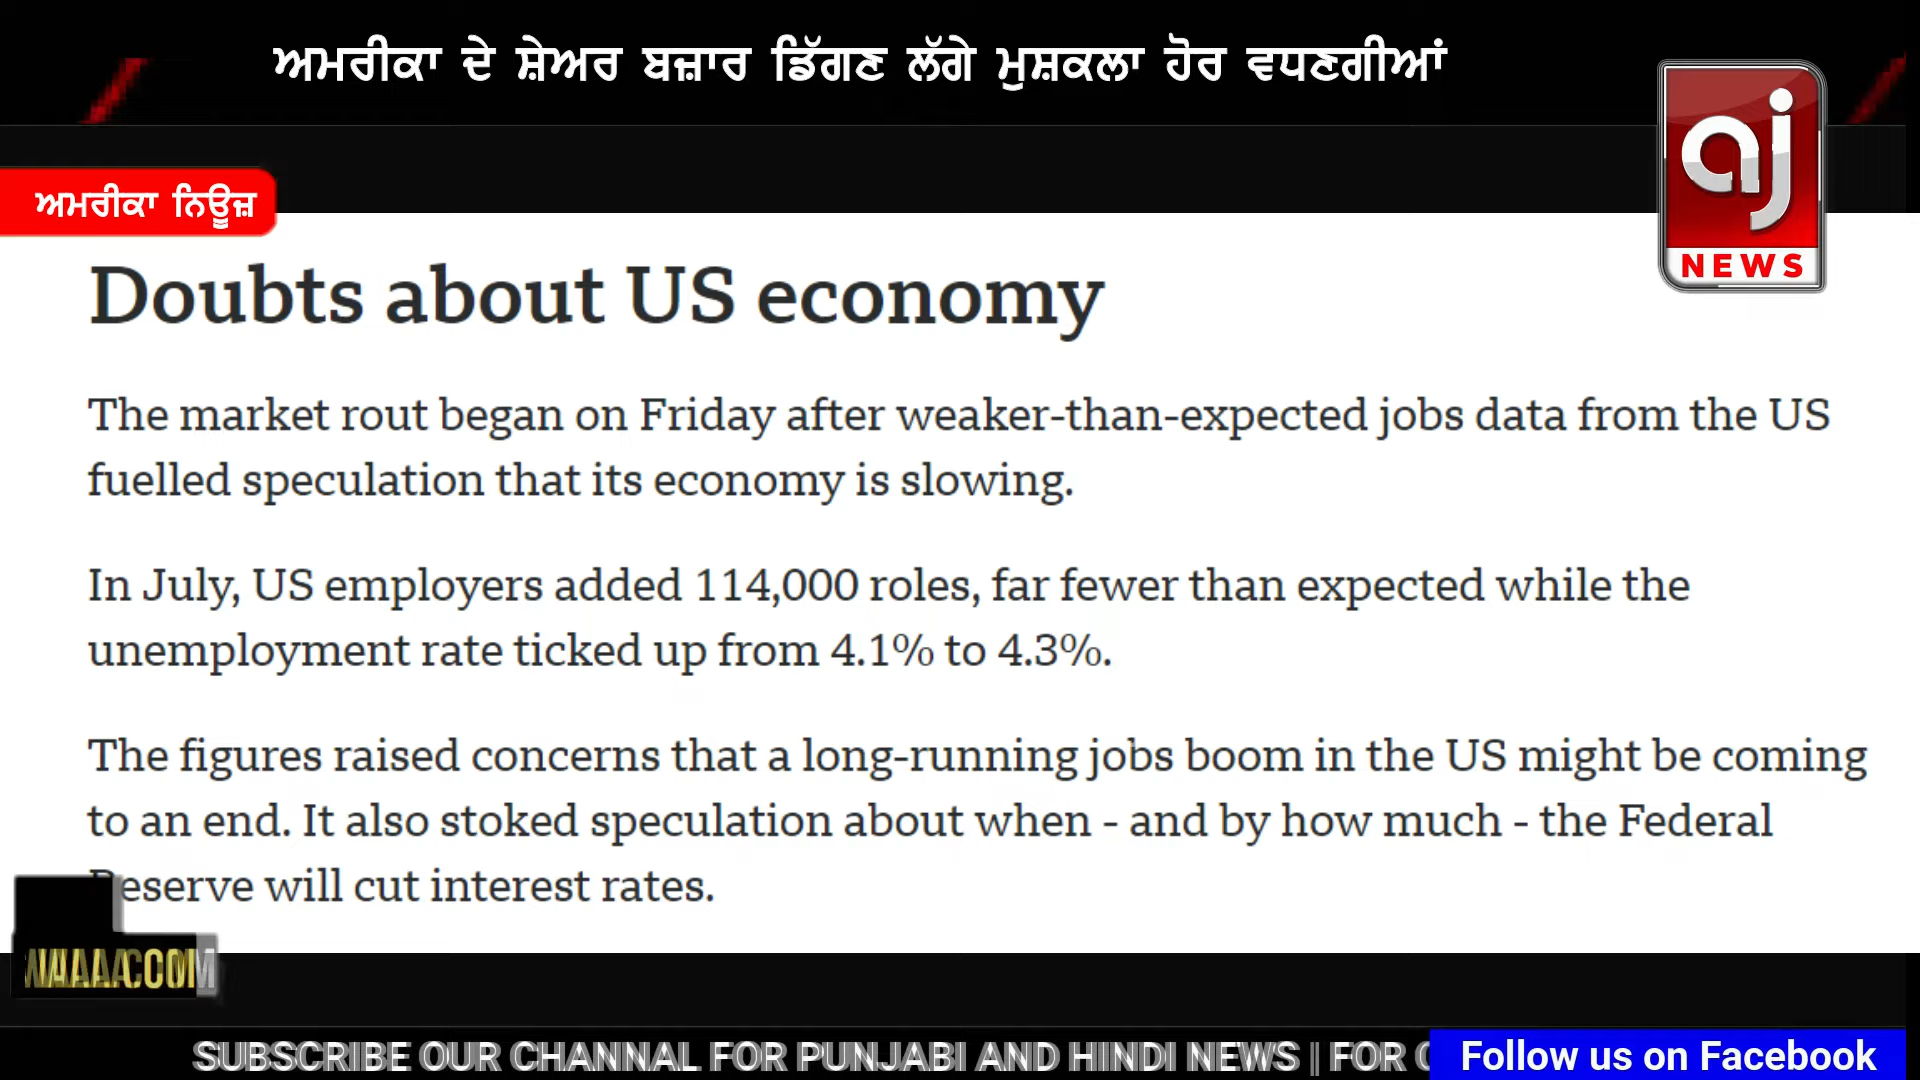 ਅਮਰੀਕਾ ਦੇ ਸ਼ੇਅਰ ਬਜ਼ਾਰ ਡਿੱਗਣ ਲੱਗੇ ਮੁਸ਼ਕਲਾ ਹੋਰ ਵਧਣਗੀਆਂ
aj
NEWS
ਅਮਰੀਕਾ ਨਿਊਜ਼
Doubts about US economy
The market rout began on Friday after weaker-than-expected jobs data from the US
fuelled speculation that its economy is slowing.
In July, US employers added 114,000 roles, far fewer than expected while the
unemployment rate ticked up from 4.1% to 4.3%.
The figures raised concerns that a long-running jobs boom in the US might be coming
to an end. It also stoked speculation about when - and by how much - the Federal
Reserve will cut interest rates.
SUBSCRIBE OUR CHANNAL FOR PUNJABI AND HINDI NEWS | FOR
Follow us on Facebook